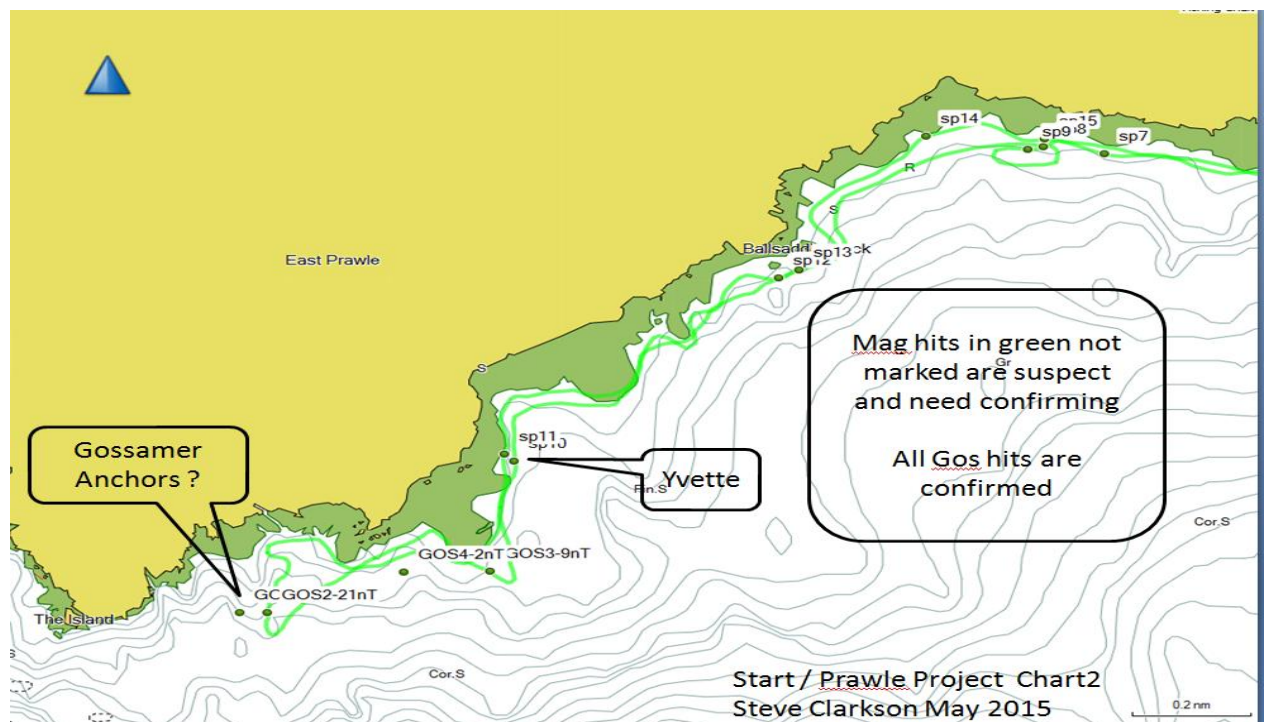 sp14
sp9
sp7
East Prawle
R
S
sp13
sp12
Mag hits in green not
marked are suspect
and need confirming
All Gos hits are
confirmed
Gr
S
sp11
Gossamer
Anchors ?
Yvette
Cor.S
GOS4-2nT GOS3-9nT
GOS2-21nT
The Island
Cor.S
S
Start / Prawle Project Chart2
Steve Clarkson May 2015
0.2 nm